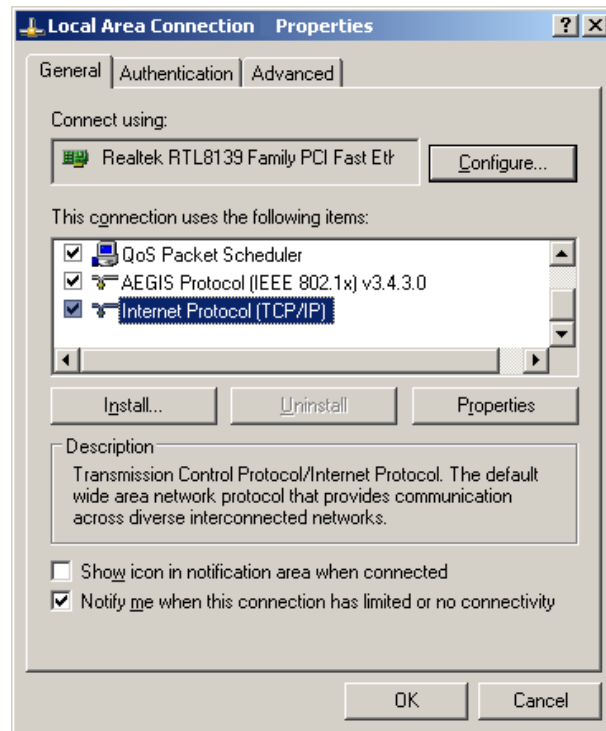 Local Area Connection Properties
General Authentication Advanced
Connect using:
Realtek RTL8139 Family PCI Fast Eth
Configure...
This connection uses the following items:
QoS Packet Scheduler
AEGIS Protocol (IEEE 802.1x) v3.4.3.0
Internet Protocol (TCP/IP)
Install... Uninstall Properties
Description
Transmission Control Protocol/Internet Protocol. The default
wide area network protocol that provides communication
across diverse interconnected networks.
Show icon in notification area when connected
Notify me when this connection has limited or no connectivity
OK Cancel